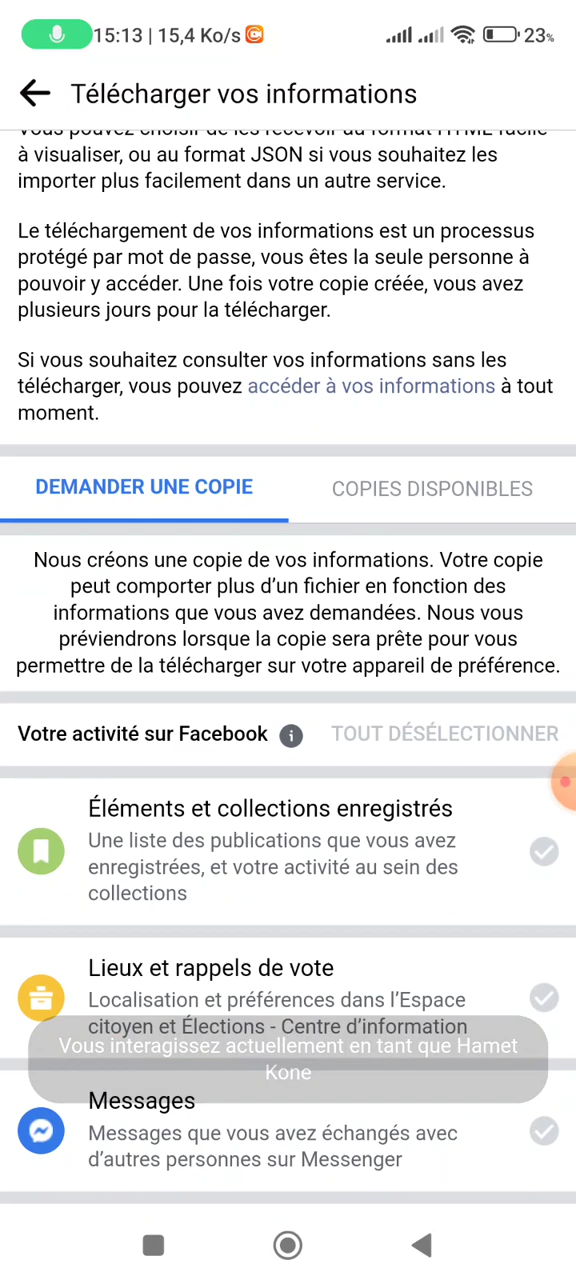 15:13 | 15,4 Ko/s
23%
Télécharger vos informations
Vous pouvez choisir de les recevoir au format HTML facile
à visualiser, ou au format JSON si vous souhaitez les
importer plus facilement dans un autre service.
Le téléchargement de vos informations est un processus
protégé par mot de passe, vous êtes la seule personne à
pouvoir y accéder. Une fois votre copie créée, vous avez
plusieurs jours pour la télécharger.
Si vous souhaitez consulter vos informations sans les
télécharger, vous pouvez accéder à vos informations à tout
moment.
DEMANDER UNE COPIE
COPIES DISPONIBLES
Nous créons une copie de vos informations. Votre copie
peut comporter plus d'un fichier en fonction des
informations que vous avez demandées. Nous vous
préviendrons lorsque la copie sera prête pour vous
permettre de la télécharger sur votre appareil de préférence.
Votre activité sur Facebook
TOUT DÉSÉLECTIONNER
Éléments et collections enregistrés
Une liste des publications que vous avez
enregistrées, et votre activité au sein des
collections
Lieux et rappels de vote
Localisation et préférences dans l'Espace
citoyen et Élections - Centre d'information
Vous interagissez actuellement en tant que Hamet
Kone
Messages
Messages que vous avez échangés avec
d'autres personnes sur Messenger